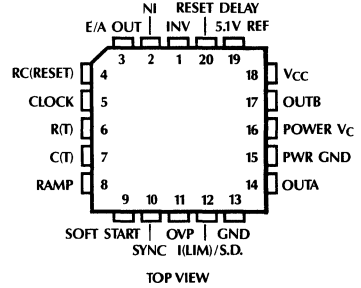 NI RESET DELAY
E/A OUT INV 5.1V REF
3 2 1 20 19
RC(RESET) 4 18 VCC
CLOCK 5 17 OUTB
R(T) 6 16 POWER VC
C(T) 7 15 PWR GND
RAMP 8 14 OUTA
9 10 11 12 13
SOFT START OVP GND
SYNC I(LIM)/S.D.
TOP VIEW